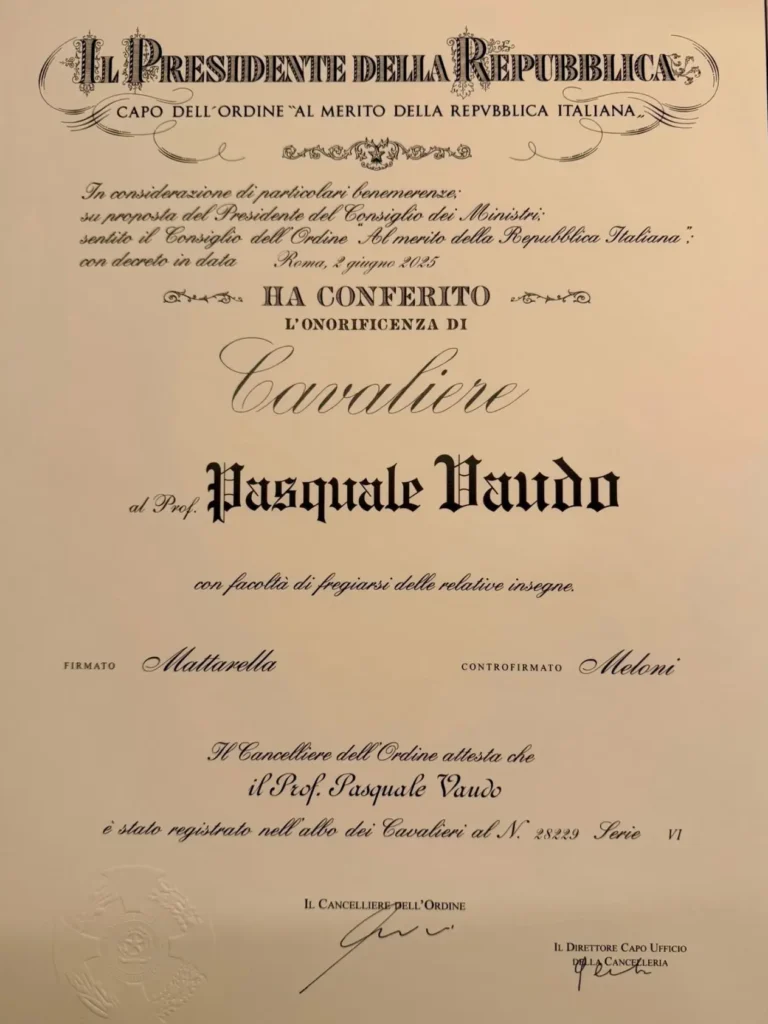 IL PRESIDENTE DELLA REPUBBLICA
CAPO DELL'ORDINE "AL MERITO DELLA REPVBBLICA ITALIANA„
In considerazione di particolari benemerenze;
su proposta del Presidente del Consiglio dei Ministri;
sentito il Consiglio dell'Ordine "Al merito della Repubblica Italiana";
con decreto in data Roma, 2 giugno 2025
HA CONFERITO
L'ONORIFICENZA DI
Cavaliere
al Prof. Pasquale Vaudo
con facoltà di fregiarsi delle relative insegne.
FIRMATO Mattarella CONTROFIRMATO Meloni
Il Cancelliere dell'Ordine attesta che
il Prof. Pasquale Vaudo
è stato registrato nell'albo dei Cavalieri al N. 28229 Serie VI
IL CANCELLIERE DELL'ORDINE
IL DIRETTORE CAPO UFFICIO
DELLA CANCELLERIA